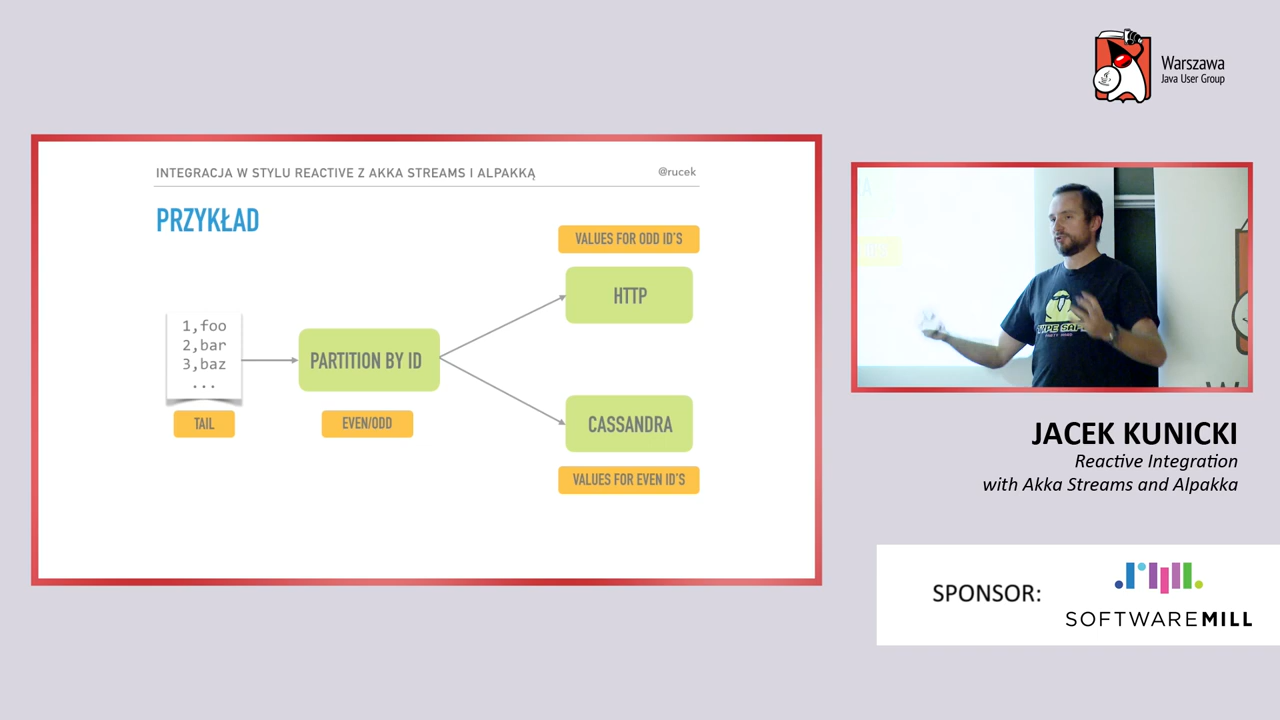 Warszawa
Java User Group
INTEGRACJA W STYLU REACTIVE Z AKKA STREAMS I ALPAKKĄ
@rucek
PRZYKŁAD
VALUES FOR ODD ID'S
HTTP
1,foo
2,bar
3,baz
...
PARTITION BY ID
TAIL
EVEN/ODD
CASSANDRA
VALUES FOR EVEN ID'S
JACEK KUNICKI
Reactive Integration
with Akka Streams and Alpakka
SPONSOR:
SOFTWAREMILL